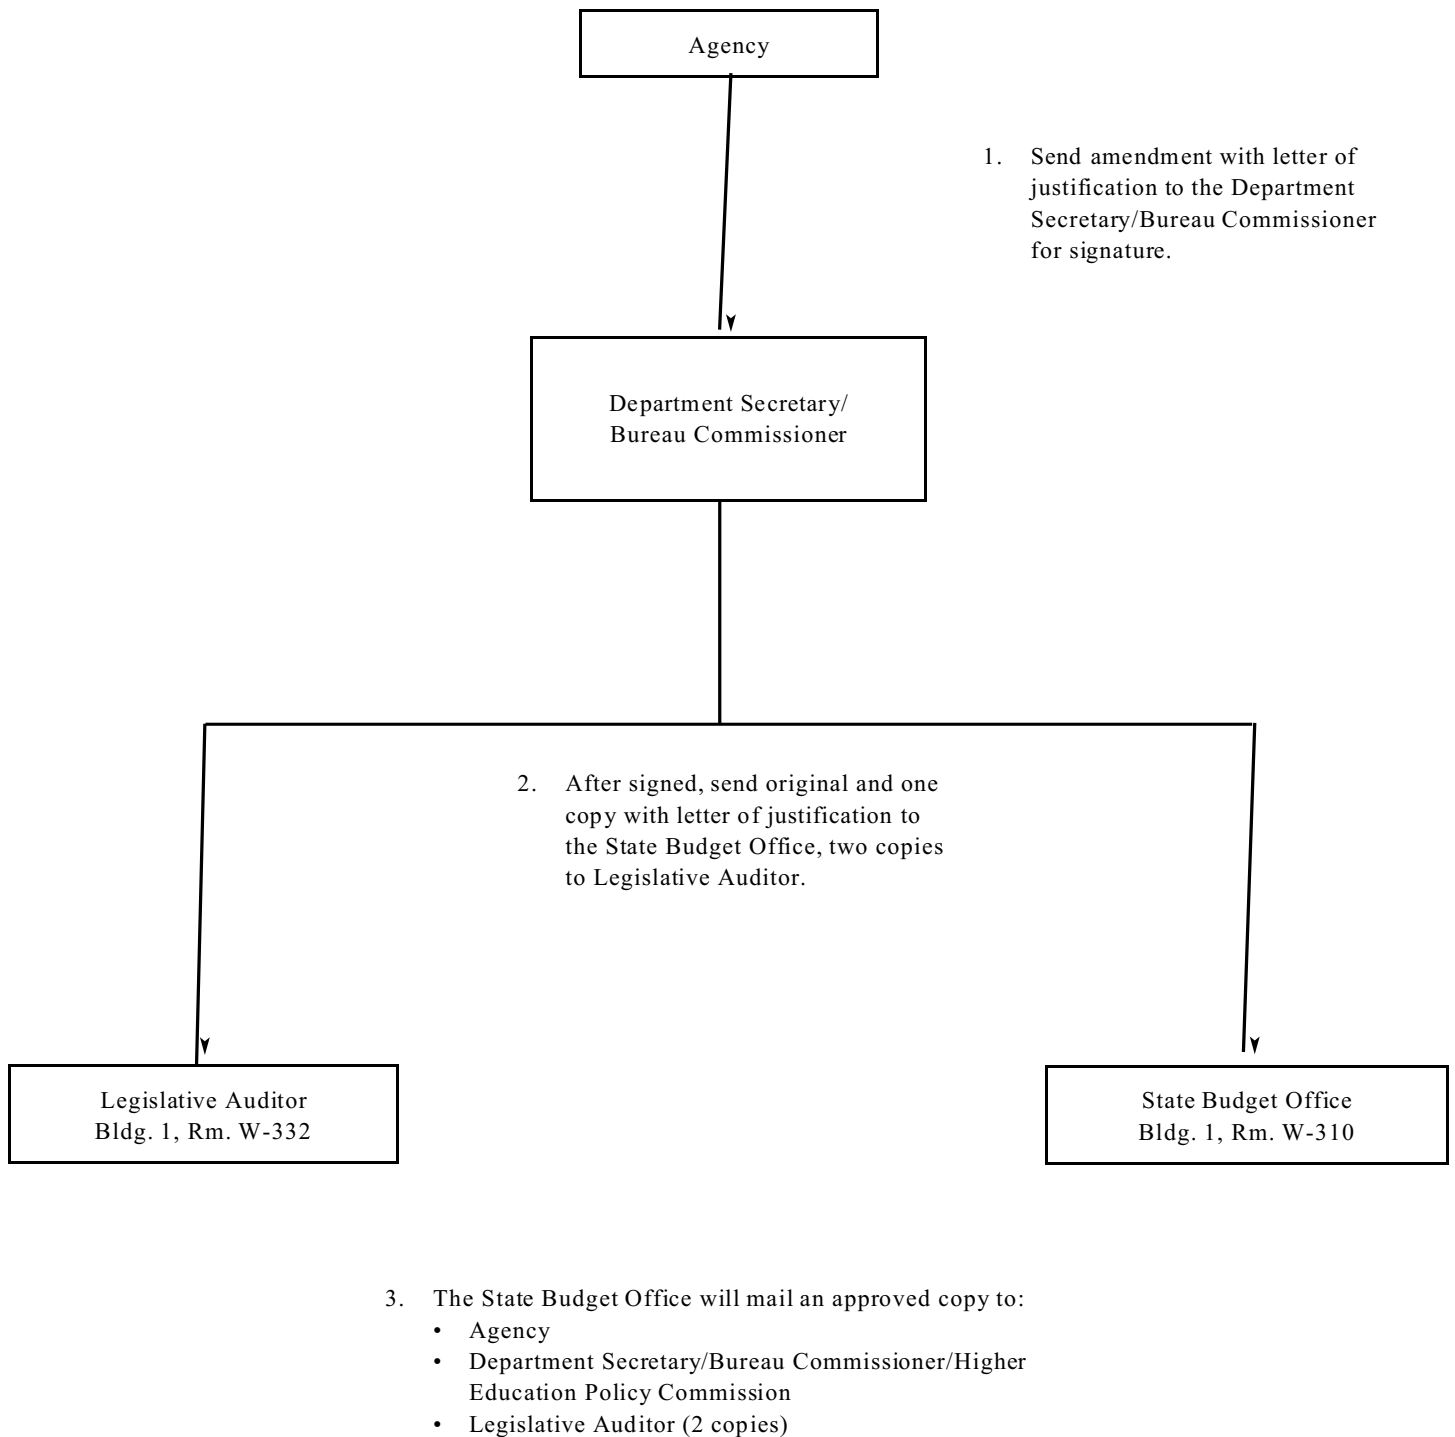 Agency
1. Send amendment with letter of
justification to the Department
Secretary/Bureau Commissioner
for signature.
Department Secretary/
Bureau Commissioner
2. After signed, send original and one
copy with letter of justification to
the State Budget Office, two copies
to Legislative Auditor.
Legislative Auditor
Bldg. 1, Rm. W-332
State Budget Office
Bldg. 1, Rm. W-310
3. The State Budget Office will mail an approved copy to:
• Agency
• Department Secretary/Bureau Commissioner/Higher
Education Policy Commission
• Legislative Auditor (2 copies)